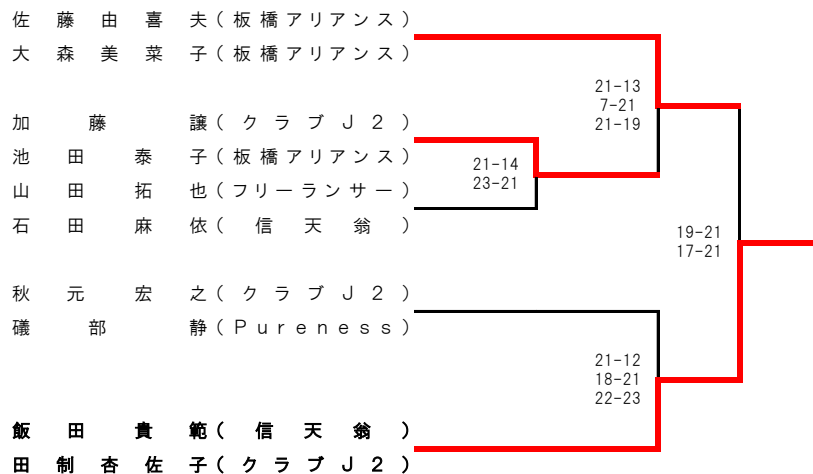 佐藤由喜夫(板橋アリアンス)
大森美菜子(板橋アリアンス)
加藤譲(クラブJ2)
池田泰子(板橋アリアンス)
山田拓也(フリーランサー)
石田麻依(信天翁)
秋元宏之(クラブJ2)
礒部静(Pureness)
飯田貴範(信天翁)
田制杏佐子(クラブJ2)
21-14
23-21
21-13
7-21
21-19
21-12
18-21
22-23
19-21
17-21